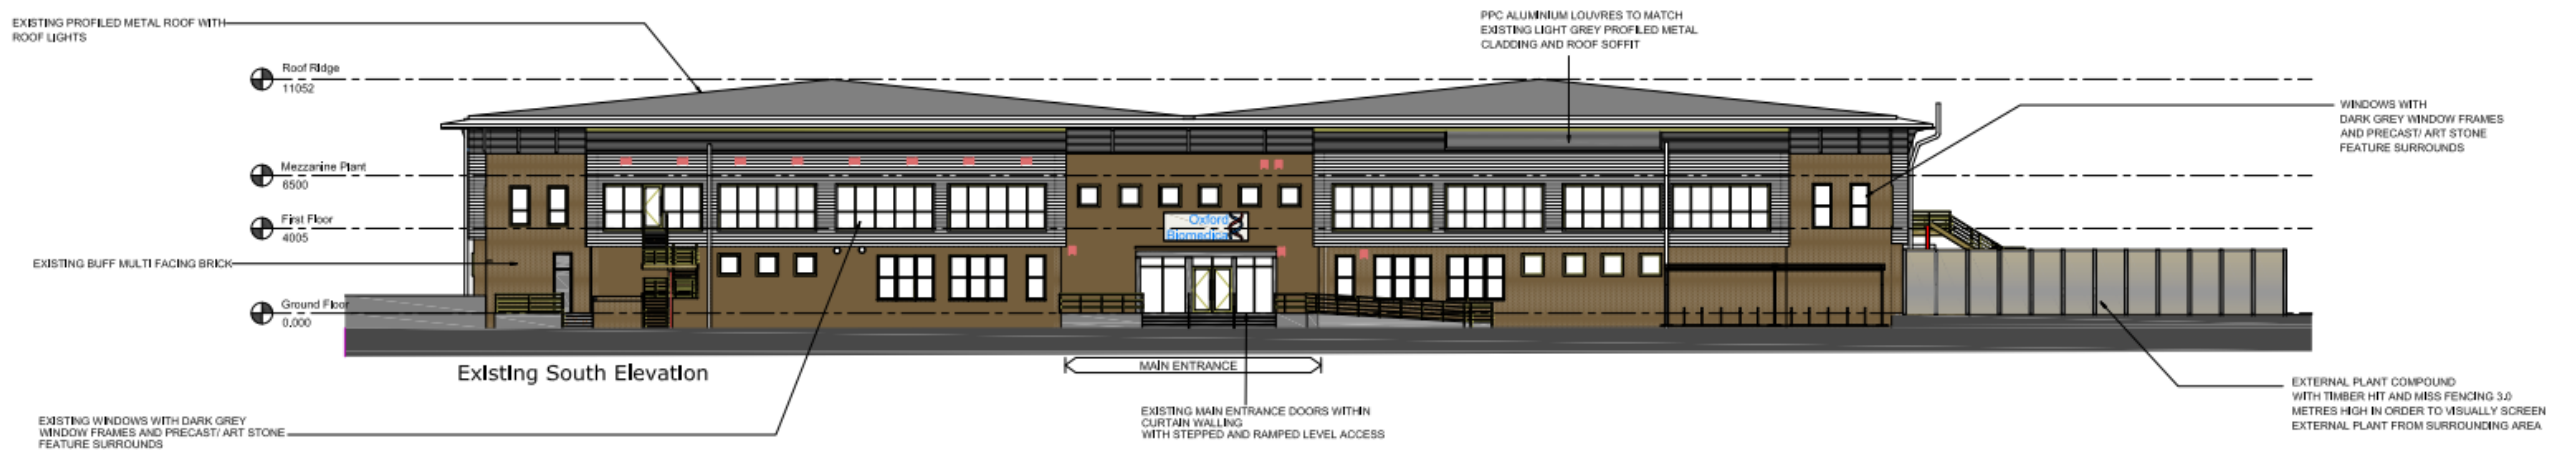 EXISTING PROFILED METAL ROOF WITH
ROOF LIGHTS
PPC ALUMINIUM LOUVRES TO MATCH
EXISTING LIGHT GREY PROFILED METAL
CLADDING AND ROOF SOFFIT
Roof Ridge
11052
WINDOWS WITH
DARK GREY WINDOW FRAMES
AND PRECAST/ ART STONE
FEATURE SURROUNDS
Mezzanine Plant
6500
First Floor
4005
Oxford
Biomedica
EXISTING BUFF MULTI FACING BRICK
Ground Floor
0.000
MAIN ENTRANCE
Existing South Elevation
EXISTING WINDOWS WITH DARK GREY
WINDOW FRAMES AND PRECAST/ ART STONE
FEATURE SURROUNDS
EXISTING MAIN ENTRANCE DOORS WITHIN
CURTAIN WALLING
WITH STEPPED AND RAMPED LEVEL ACCESS
EXTERNAL PLANT COMPOUND
WITH TIMBER HIT AND MISS FENCING 3.0
METRES HIGH IN ORDER TO VISUALLY SCREEN
EXTERNAL PLANT FROM SURROUNDING AREA